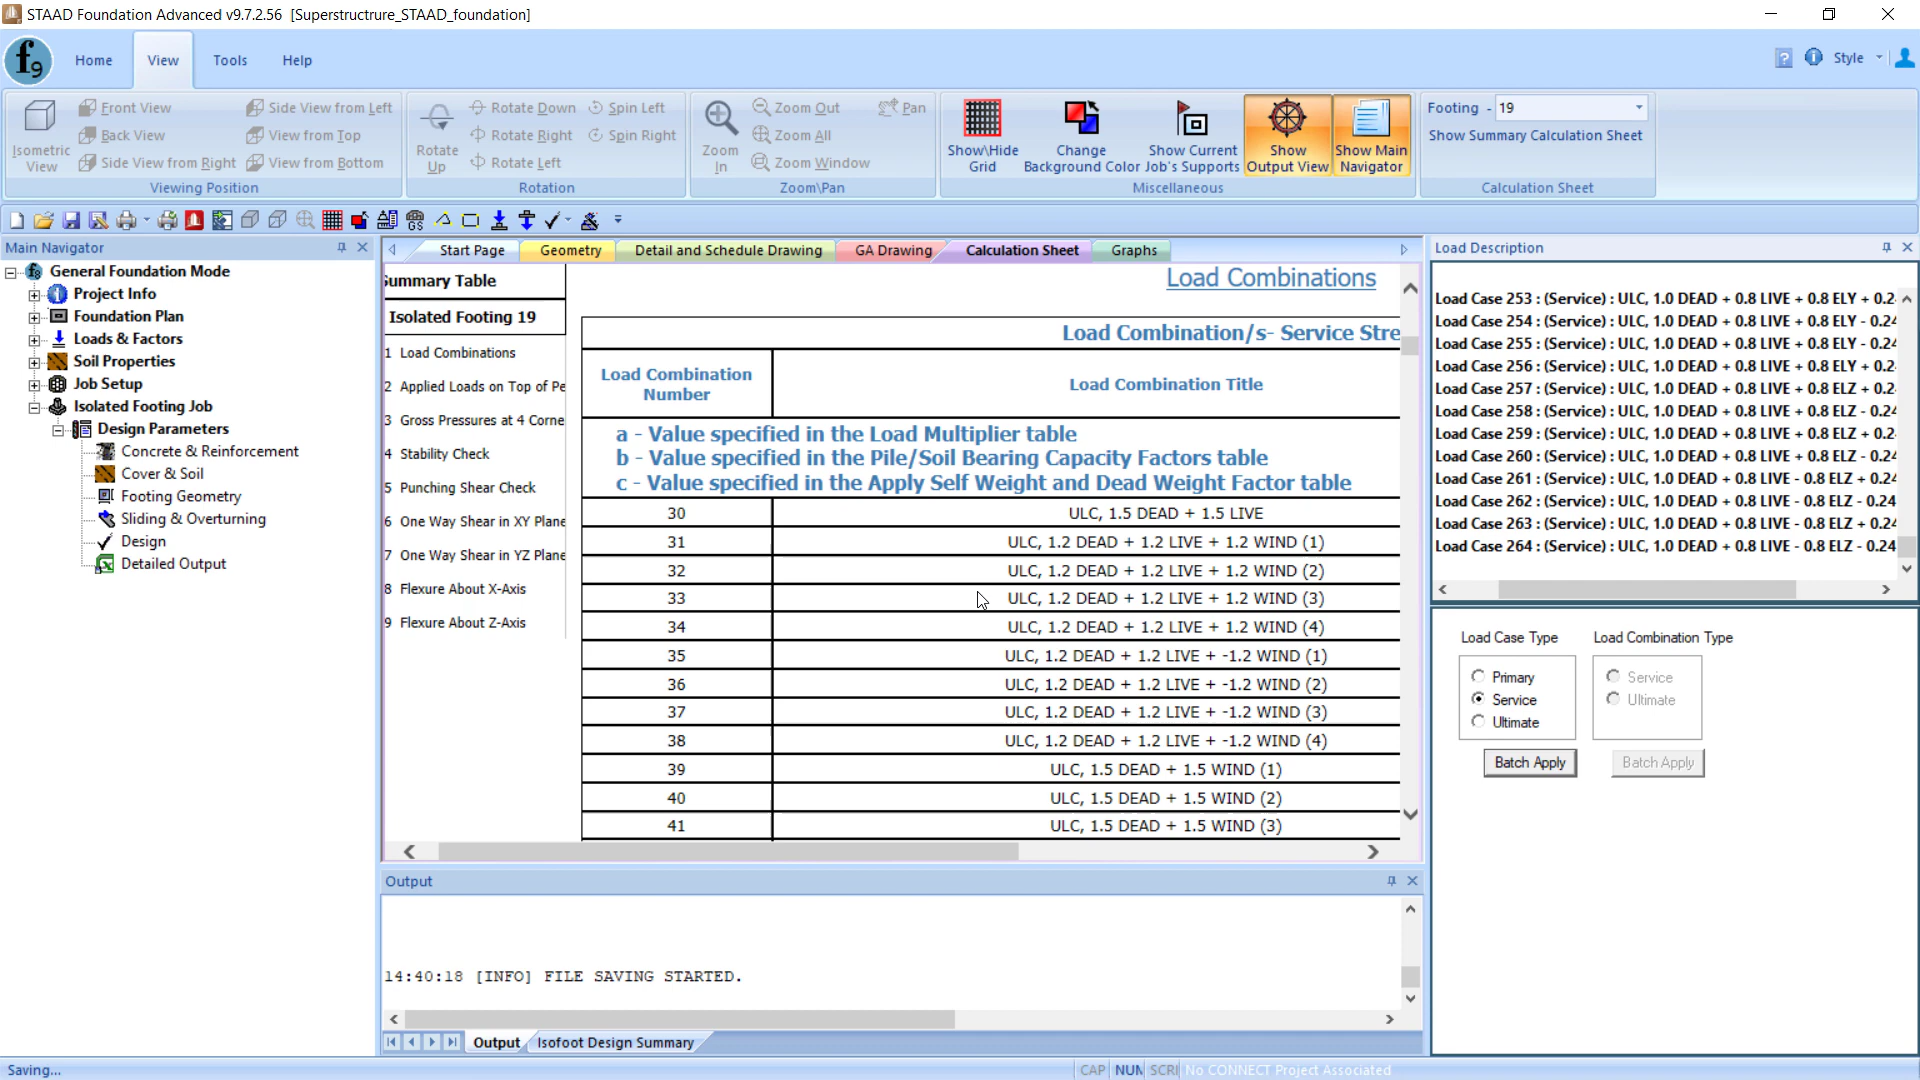 STAAD Foundation Advanced v9.7.2.56 [Superstructrure_STAAD_foundation]
f9
Home
View
Tools
Help
Style
Isometric View
Front View
Back View
Side View from Right
Side View from Left
View from Top
View from Bottom
Viewing Position
Rotate Up
Rotate Down
Rotate Right
Rotate Left
Spin Left
Spin Right
Rotation
Zoom In
Zoom Out
Zoom All
Zoom Window
Pan
Zoom\Pan
Show\Hide Grid
Change Background Color
Show Current Job's Supports
Show Output View
Show Main Navigator
Miscellaneous
Footing - 19
Show Summary Calculation Sheet
Calculation Sheet
Main Navigator
General Foundation Mode
Project Info
Foundation Plan
Loads & Factors
Soil Properties
Job Setup
Isolated Footing Job
Design Parameters
Concrete & Reinforcement
Cover & Soil
Footing Geometry
Sliding & Overturning
Design
Detailed Output
Start Page
Geometry
Detail and Schedule Drawing
GA Drawing
Calculation Sheet
Graphs
Summary Table
Isolated Footing 19
1 Load Combinations
2 Applied Loads on Top of Pe
3 Gross Pressures at 4 Corne
4 Stability Check
5 Punching Shear Check
6 One Way Shear in XY Plane
7 One Way Shear in YZ Plane
8 Flexure About X-Axis
9 Flexure About Z-Axis
Load Combinations
Load Combination/s- Service Stre
Load Combination Number
Load Combination Title
a - Value specified in the Load Multiplier table
b - Value specified in the Pile/Soil Bearing Capacity Factors table
c - Value specified in the Apply Self Weight and Dead Weight Factor table
30 ULC, 1.5 DEAD + 1.5 LIVE
31 ULC, 1.2 DEAD + 1.2 LIVE + 1.2 WIND (1)
32 ULC, 1.2 DEAD + 1.2 LIVE + 1.2 WIND (2)
33 ULC, 1.2 DEAD + 1.2 LIVE + 1.2 WIND (3)
34 ULC, 1.2 DEAD + 1.2 LIVE + 1.2 WIND (4)
35 ULC, 1.2 DEAD + 1.2 LIVE + -1.2 WIND (1)
36 ULC, 1.2 DEAD + 1.2 LIVE + -1.2 WIND (2)
37 ULC, 1.2 DEAD + 1.2 LIVE + -1.2 WIND (3)
38 ULC, 1.2 DEAD + 1.2 LIVE + -1.2 WIND (4)
39 ULC, 1.5 DEAD + 1.5 WIND (1)
40 ULC, 1.5 DEAD + 1.5 WIND (2)
41 ULC, 1.5 DEAD + 1.5 WIND (3)
Output
14:40:18 [INFO] FILE SAVING STARTED.
Output
Isofoot Design Summary
Load Description
Load Case 253 : (Service) : ULC, 1.0 DEAD + 0.8 LIVE + 0.8 ELY + 0.2
Load Case 254 : (Service) : ULC, 1.0 DEAD + 0.8 LIVE + 0.8 ELY - 0.24
Load Case 255 : (Service) : ULC, 1.0 DEAD + 0.8 LIVE + 0.8 ELY + 0.2
Load Case 256 : (Service) : ULC, 1.0 DEAD + 0.8 LIVE + 0.8 ELY - 0.24
Load Case 257 : (Service) : ULC, 1.0 DEAD + 0.8 LIVE + 0.8 ELZ + 0.2
Load Case 258 : (Service) : ULC, 1.0 DEAD + 0.8 LIVE + 0.8 ELZ - 0.24
Load Case 259 : (Service) : ULC, 1.0 DEAD + 0.8 LIVE + 0.8 ELZ + 0.2
Load Case 260 : (Service) : ULC, 1.0 DEAD + 0.8 LIVE + 0.8 ELZ - 0.24
Load Case 261 : (Service) : ULC, 1.0 DEAD + 0.8 LIVE - 0.8 ELZ + 0.24
Load Case 262 : (Service) : ULC, 1.0 DEAD + 0.8 LIVE - 0.8 ELZ - 0.24
Load Case 263 : (Service) : ULC, 1.0 DEAD + 0.8 LIVE - 0.8 ELZ + 0.24
Load Case 264 : (Service) : ULC, 1.0 DEAD + 0.8 LIVE - 0.8 ELZ - 0.24
Load Case Type
Primary
Service
Ultimate
Batch Apply
Load Combination Type
Service
Ultimate
Batch Apply
Saving...
CAP NUM SCRL No CONNECT Project Associated